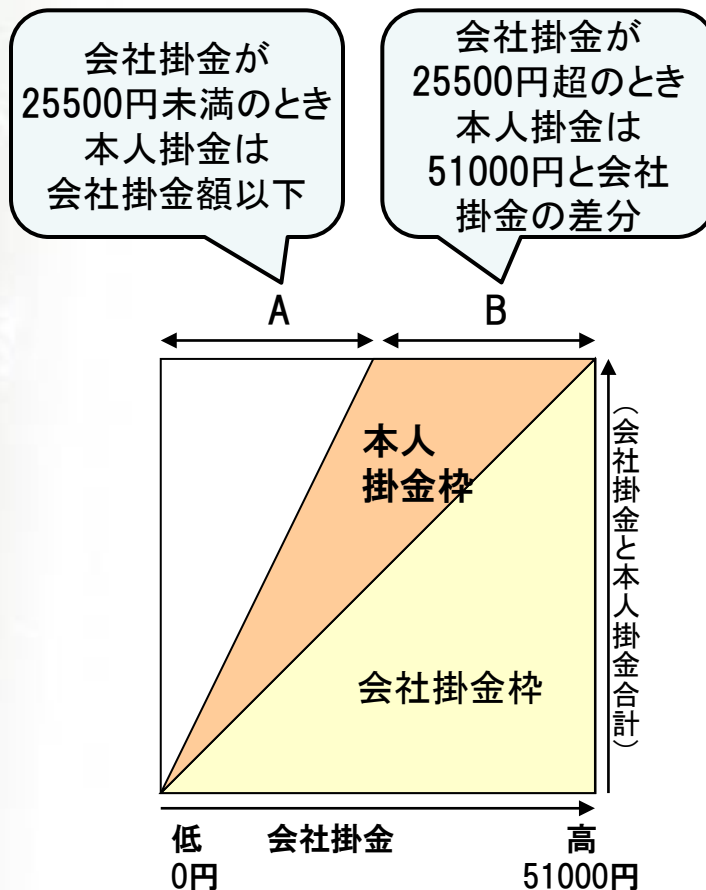 会社掛金が
25500円未満のとき
本人掛金は
会社掛金額以下
会社掛金が
25500円超のとき
本人掛金は
51000円と会社
掛金の差分
A
B
本人
掛金枠
会社掛金枠
（会社掛金と本人掛金合計）
低
会社掛金
高
0円
51000円